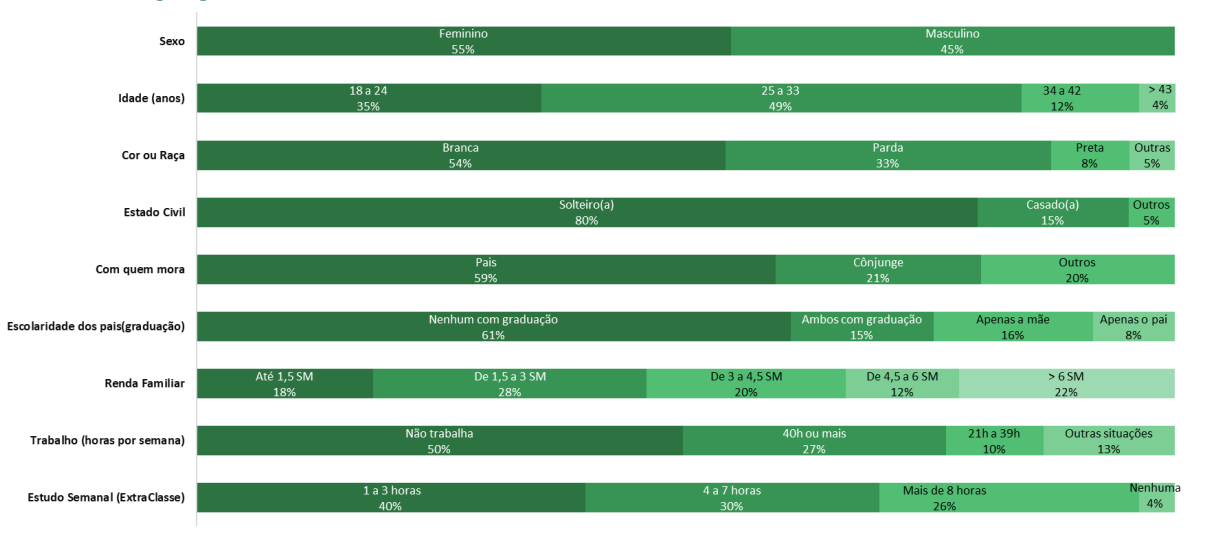 Sexo
Feminino
55%
Masculino
45%
Idade (anos)
18 a 24
35%
25 a 33
49%
34 a 42
12%
> 43
4%
Cor ou Raça
Branca
54%
Parda
33%
Preta
8%
Outras
5%
Estado Civil
Solteiro(a)
80%
Casado(a)
15%
Outros
5%
Com quem mora
Pais
59%
Cônjunge
21%
Outros
20%
Escolaridade dos pais(graduação)
Nenhum com graduação
61%
Ambos com graduação
15%
Apenas a mãe
16%
Apenas o pai
8%
Renda Familiar
Até 1,5 SM
18%
De 1,5 a 3 SM
28%
De 3 a 4,5 SM
20%
De 4,5 a 6 SM
12%
> 6 SM
22%
Trabalho (horas por semana)
Não trabalha
50%
40h ou mais
27%
21h a 39h
10%
Outras situações
13%
Estudo Semanal (ExtraClasse)
1 a 3 horas
40%
4 a 7 horas
30%
Mais de 8 horas
26%
Nenhuma
4%